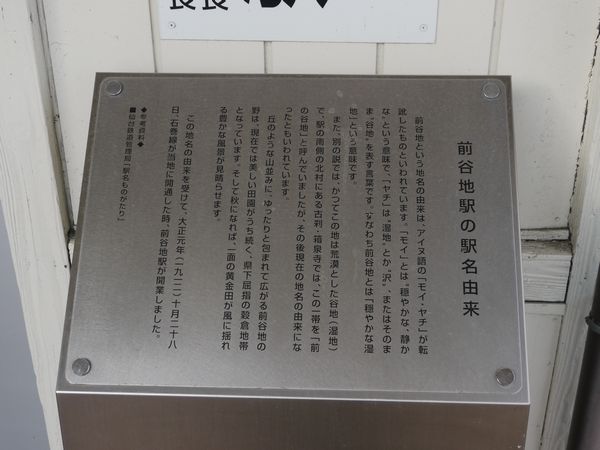 前谷地駅の駅名由来
前谷地という地名の由来は、アイヌ語の「モイ・ヤチ」が転
訛したものといわれています。「モイ」とは〝穏やかな、静か
な〟という意味で、「ヤチ」は〝湿地〟とか〝沢〟、またはそのま
ま〝谷地〟を表す言葉です。すなわち前谷地とは「穏やかな湿
地」という意味です。
また、別の説では、かつてこの地は荒漠とした谷地(湿地)
で、駅の南側の北村にある古刹・箱泉寺では、この一帯を「前
の谷地」と呼んでいましたが、その後現在の地名の由来にな
ったともいわれています。
丘のような山並みに、ゆったりと包まれて広がる前谷地の
野は、現在では美しい田園がうち続く、県下屈指の穀倉地帯
となっています。そして秋になれば、一面の黄金田が風に揺れ
る豊かな風景が見晴らせます。
この地名の由来を受けて、大正元年(一九一二)十月二十八
日、石巻線が当地に開通した時、前谷地駅が開業しました。
◆参考資料◆
■仙台鉄道管理局「駅名ものがたり」